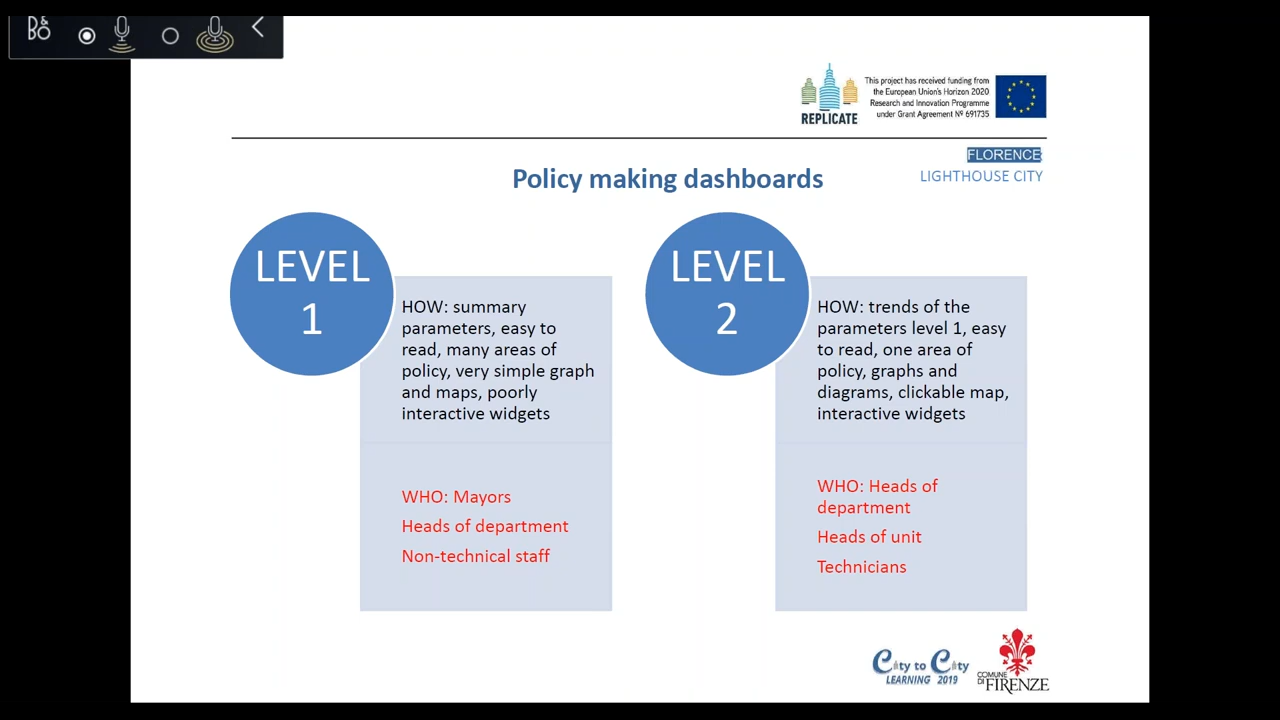 REPLICATE
This project has received funding from
the European Union's Horizon 2020
Research and Innovation Programme
under Grant Agreement Nº 691735
FLORENCE
LIGHTHOUSE CITY
Policy making dashboards
LEVEL
1
HOW: summary
parameters, easy to
read, many areas of
policy, very simple graph
and maps, poorly
interactive widgets
WHO: Mayors
Heads of department
Non-technical staff
LEVEL
2
HOW: trends of the
parameters level 1, easy
to read, one area of
policy, graphs and
diagrams, clickable map,
interactive widgets
WHO: Heads of
department
Heads of unit
Technicians
City to City
LEARNING 2019
COMUNE
DI FIRENZE